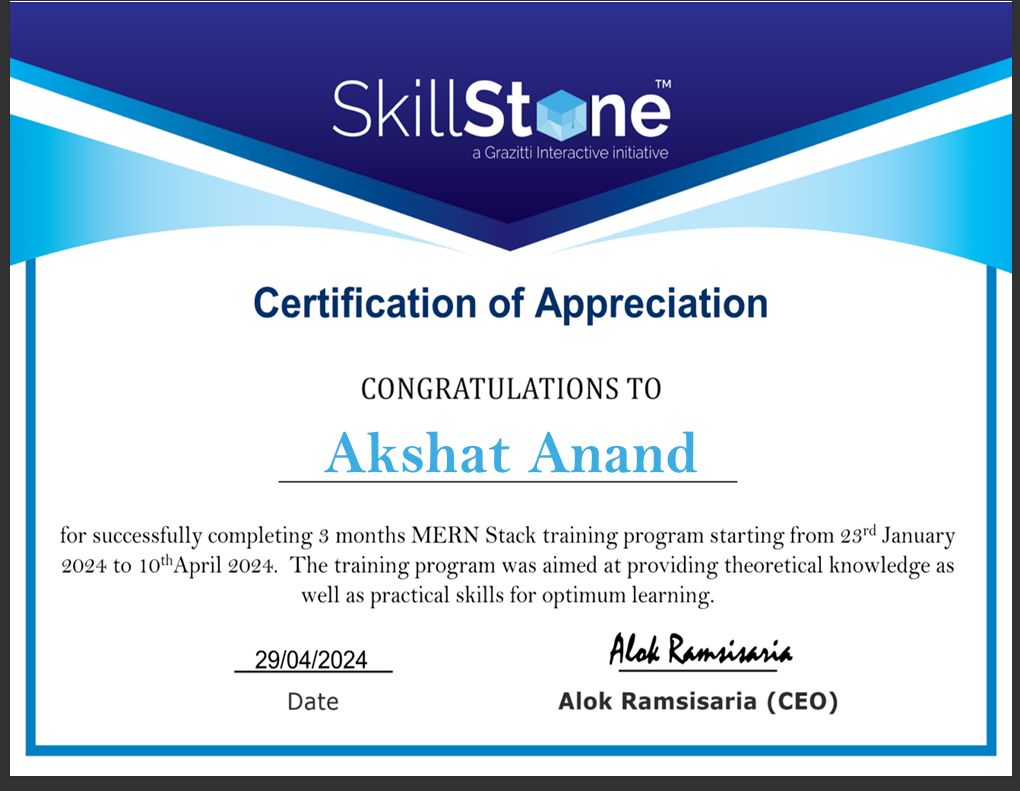 SkillStone™
a Grazitti Interactive initiative
Certification of Appreciation
CONGRATULATIONS TO
Akshat Anand
for successfully completing 3 months MERN Stack training program starting from 23rd January
2024 to 10thApril 2024. The training program was aimed at providing theoretical knowledge as
well as practical skills for optimum learning.
29/04/2024
Date
Alok Ramsisaria
Alok Ramsisaria (CEO)